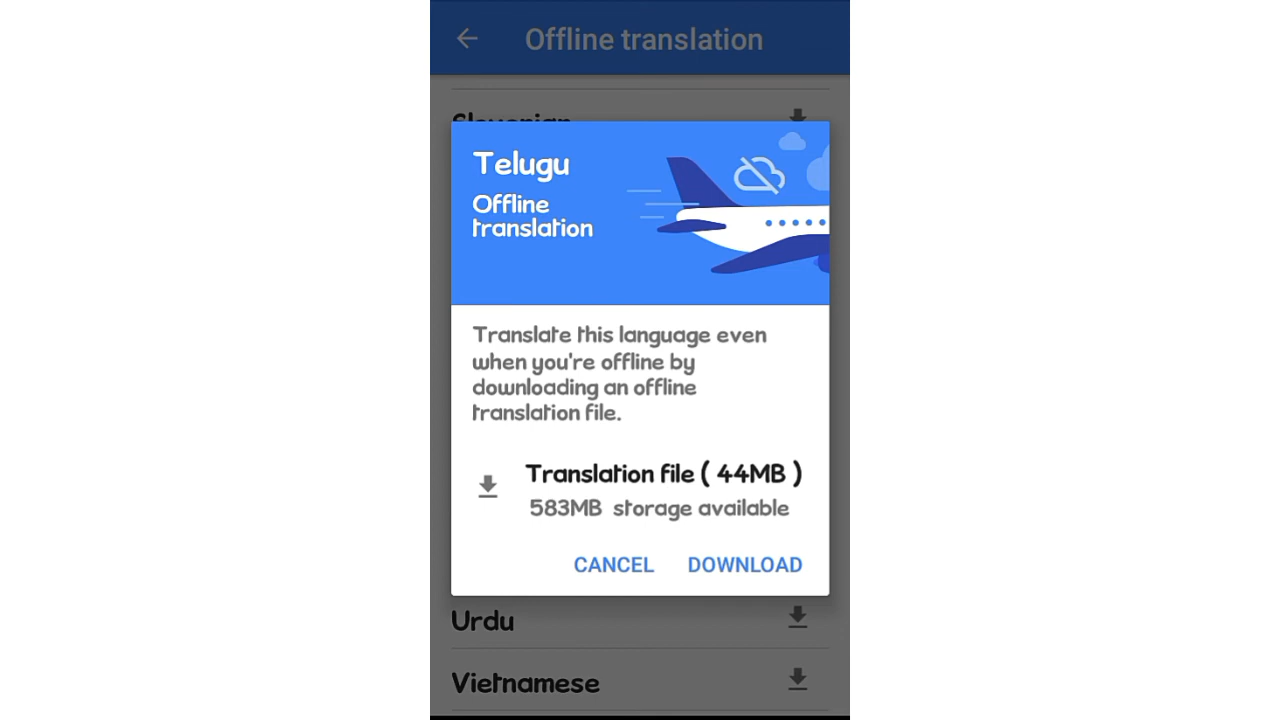 Offline translation
Slovenian
Telugu
Offline
translation
Translate this language even
when you're offline by
downloading an offline
translation file.
Translation file ( 44MB )
583MB storage available
CANCEL DOWNLOAD
Urdu
Vietnamese